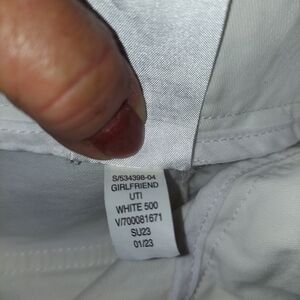 S/534398-04
GIRLFRIEND
UTI
WHITE 500
V/700081671
SU23
01/23